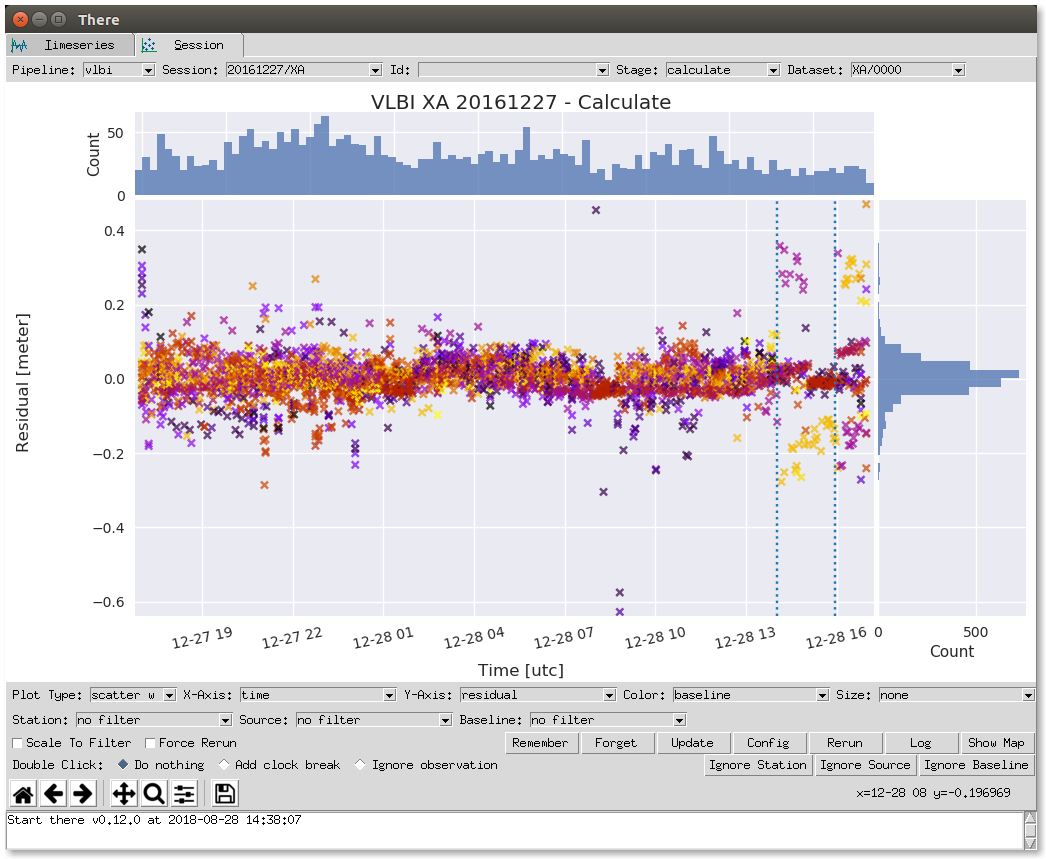 There
Timeseries Session
Pipeline: vlbi Session: 20161227/XA Id: Stage: calculate Dataset: XA/0000
VLBI XA 20161227 - Calculate
Count
50
0
Residual [meter]
0.4
0.2
0.0
−0.2
−0.4
−0.6
12-27 19 12-27 22 12-28 01 12-28 04 12-28 07 12-28 10 12-28 13 12-28 16
0 500
Count
Time [utc]
Plot Type: scatter w X-Axis: time Y-Axis: residual Color: baseline Size: none
Station: no filter Source: no filter Baseline: no filter
Scale To Filter Force Rerun Remember Forget Update Config Rerun Log Show Map
Double Click: Do nothing Add clock break Ignore observation Ignore Station Ignore Source Ignore Baseline
x=12-28 08 y=-0.196969
Start there v0.12.0 at 2018-08-28 14:38:07